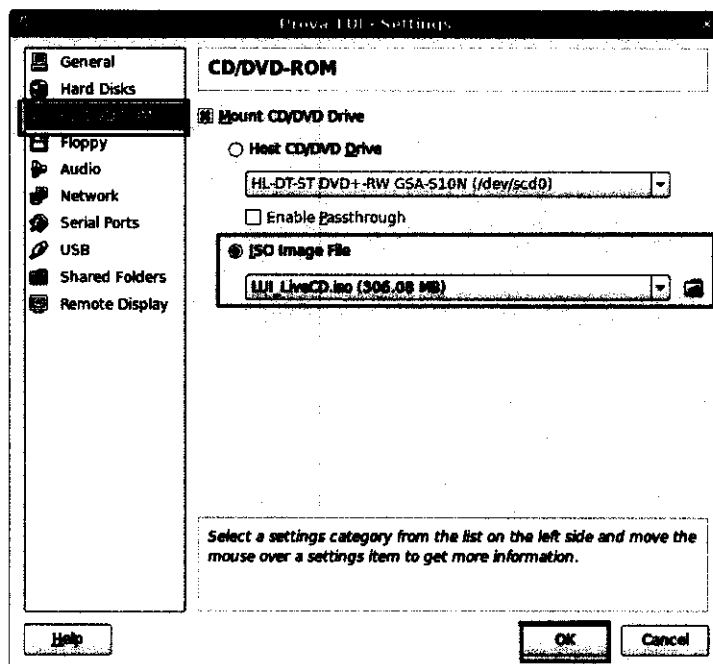 Prova LUI - Settings
General
Hard Disks
Floppy
Audio
Network
Serial Ports
USB
Shared Folders
Remote Display
CD/DVD-ROM
Mount CD/DVD Drive
Host CD/DVD Drive
HL-DT-ST DVD+-RW GSA-S10N (/dev/scd0)
Enable Passthrough
ISO Image File
LUI_LiveCD.iso (306,08 MB)
Select a settings category from the list on the left side and move the
mouse over a settings item to get more information.
Help
OK
Cancel